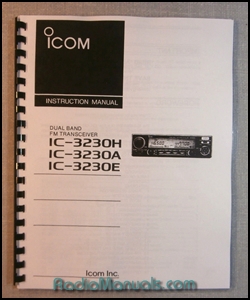 ICOM
INSTRUCTION MANUAL
DUAL BAND
FM TRANSCEIVER
IC-3230H
IC-3230A
IC-3230E
Icom Inc.
RadioManuals.com